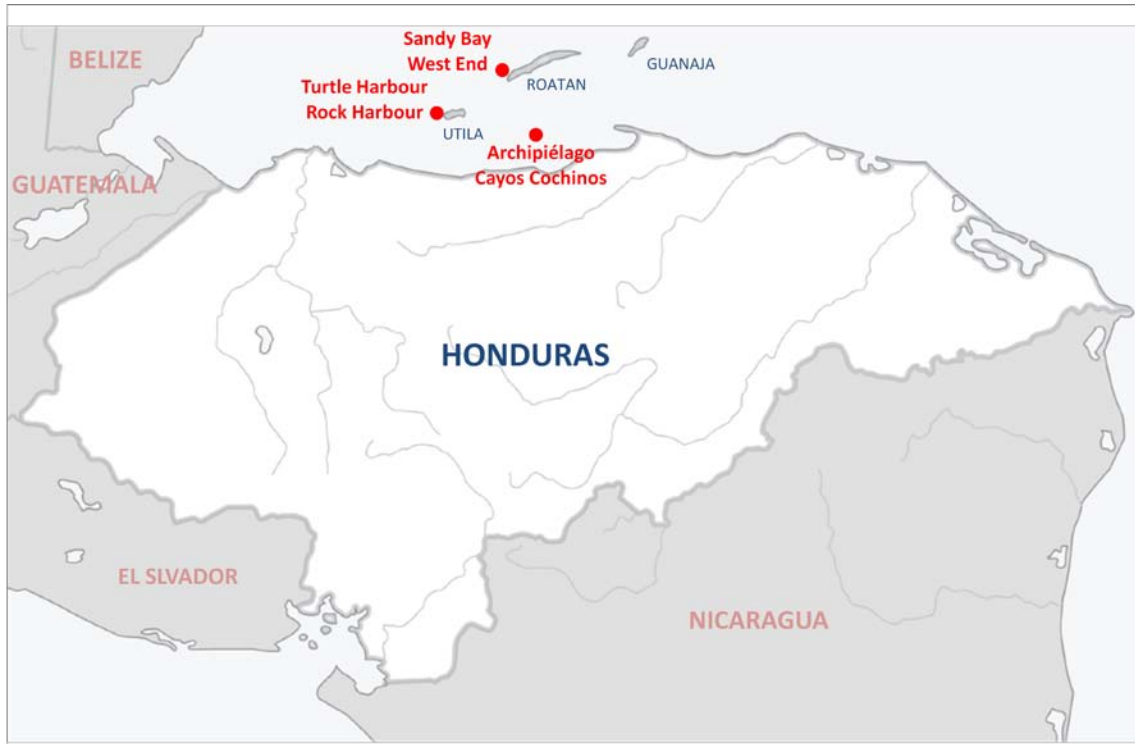 BELIZE
Sandy Bay
West End
ROATAN
GUANAJA
Turtle Harbour
Rock Harbour
UTILA
Archipiélago
Cayos Cochinos
GUATEMALA
HONDURAS
EL SLVADOR
NICARAGUA